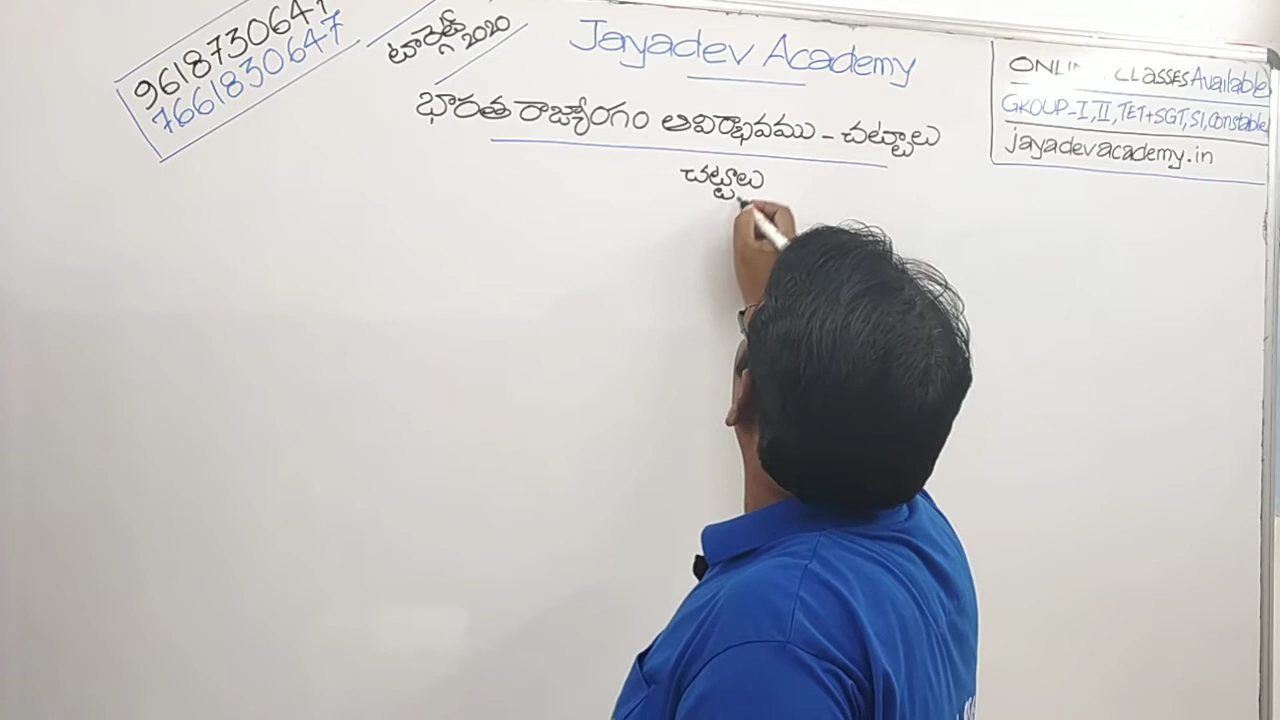 9618730647
7661830647
టార్గెట్ 2020
Jayadev Academy
భారత రాజ్యాంగం ఆవిర్భావము - చట్టాలు
చట్టాలు
CLASSES Available
GROUP-I, II, TET+SGT, SI, Constable
jayadevacademy.in